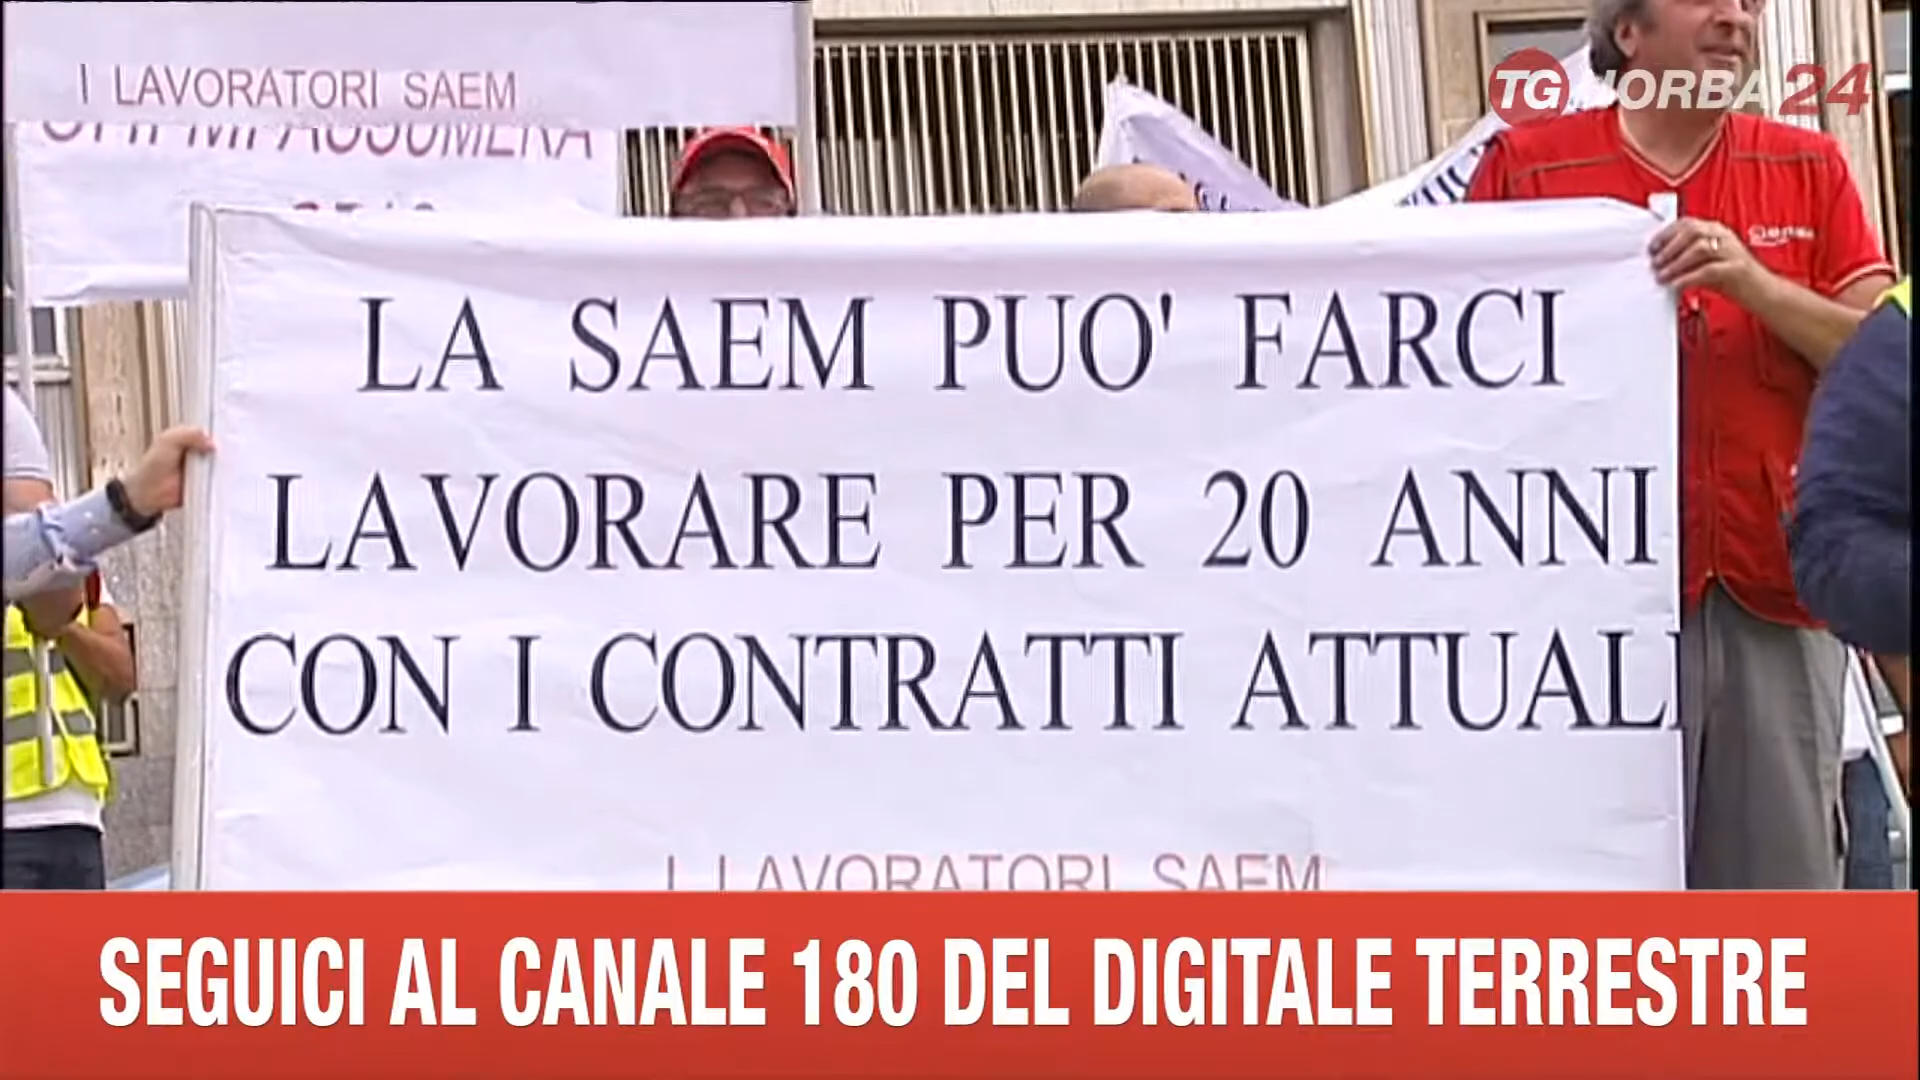 I LAVORATORI SAEM
TG NORBA 24
LA SAEM PUO' FARCI
LAVORARE PER 20 ANNI
CON I CONTRATTI ATTUALI
I LAVORATORI SAEM
SEGUICI AL CANALE 180 DEL DIGITALE TERRESTRE